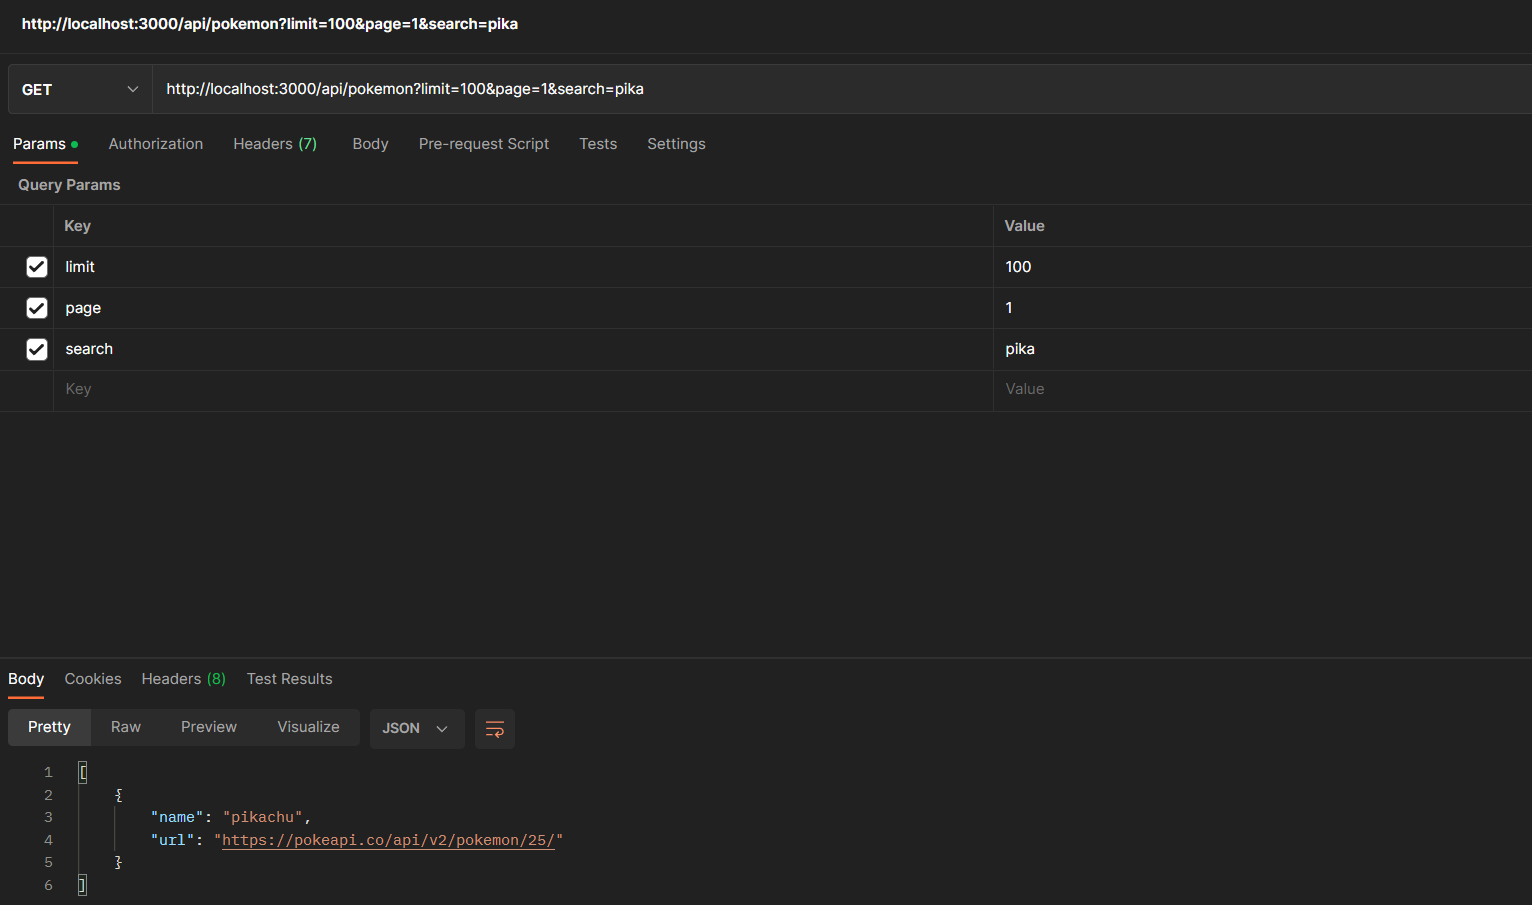 http://localhost:3000/api/pokemon?limit=100&page=1&search=pika
GET http://localhost:3000/api/pokemon?limit=100&page=1&search=pika
Params Authorization Headers (7) Body Pre-request Script Tests Settings
Query Params
Key Value
limit 100
page 1
search pika
Key Value
Body Cookies Headers (8) Test Results
Pretty Raw Preview Visualize JSON
1 [
2 {
3 "name": "pikachu",
4 "url": "https://pokeapi.co/api/v2/pokemon/25/"
5 }
6 ]